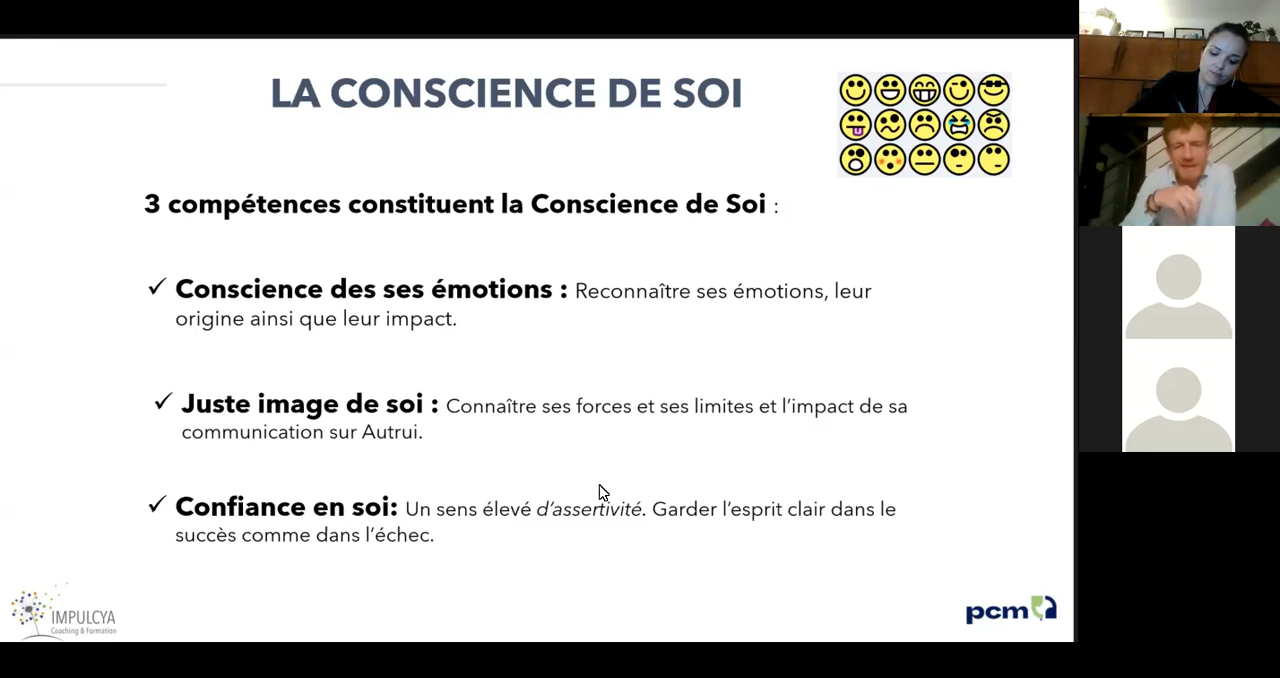 LA CONSCIENCE DE SOI
3 compétences constituent la Conscience de Soi :
✓ Conscience des ses émotions : Reconnaître ses émotions, leur
origine ainsi que leur impact.
✓ Juste image de soi : Connaître ses forces et ses limites et l’impact de sa
communication sur Autrui.
✓ Confiance en soi: Un sens élevé d’assertivité. Garder l’esprit clair dans le
succès comme dans l’échec.
IMPULCYA
Coaching & Formation
pcm